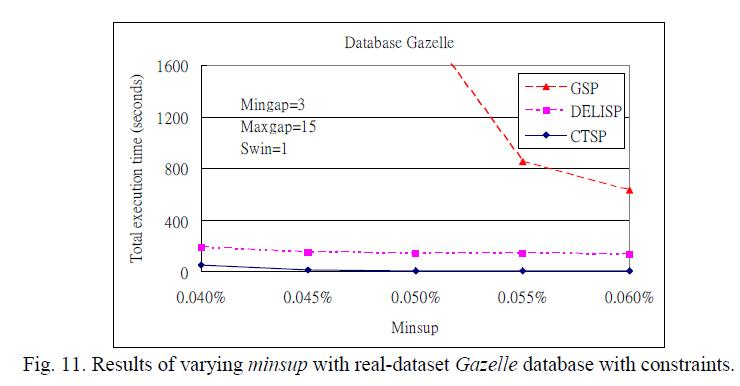 Database Gazelle
Total execution time (seconds)
1600
1200
800
400
0
Mingap=3
Maxgap=15
Swin=1
GSP
DELISP
CTSP
0.040% 0.045% 0.050% 0.055% 0.060%
Minsup
Fig. 11. Results of varying minsup with real-dataset Gazelle database with constraints.